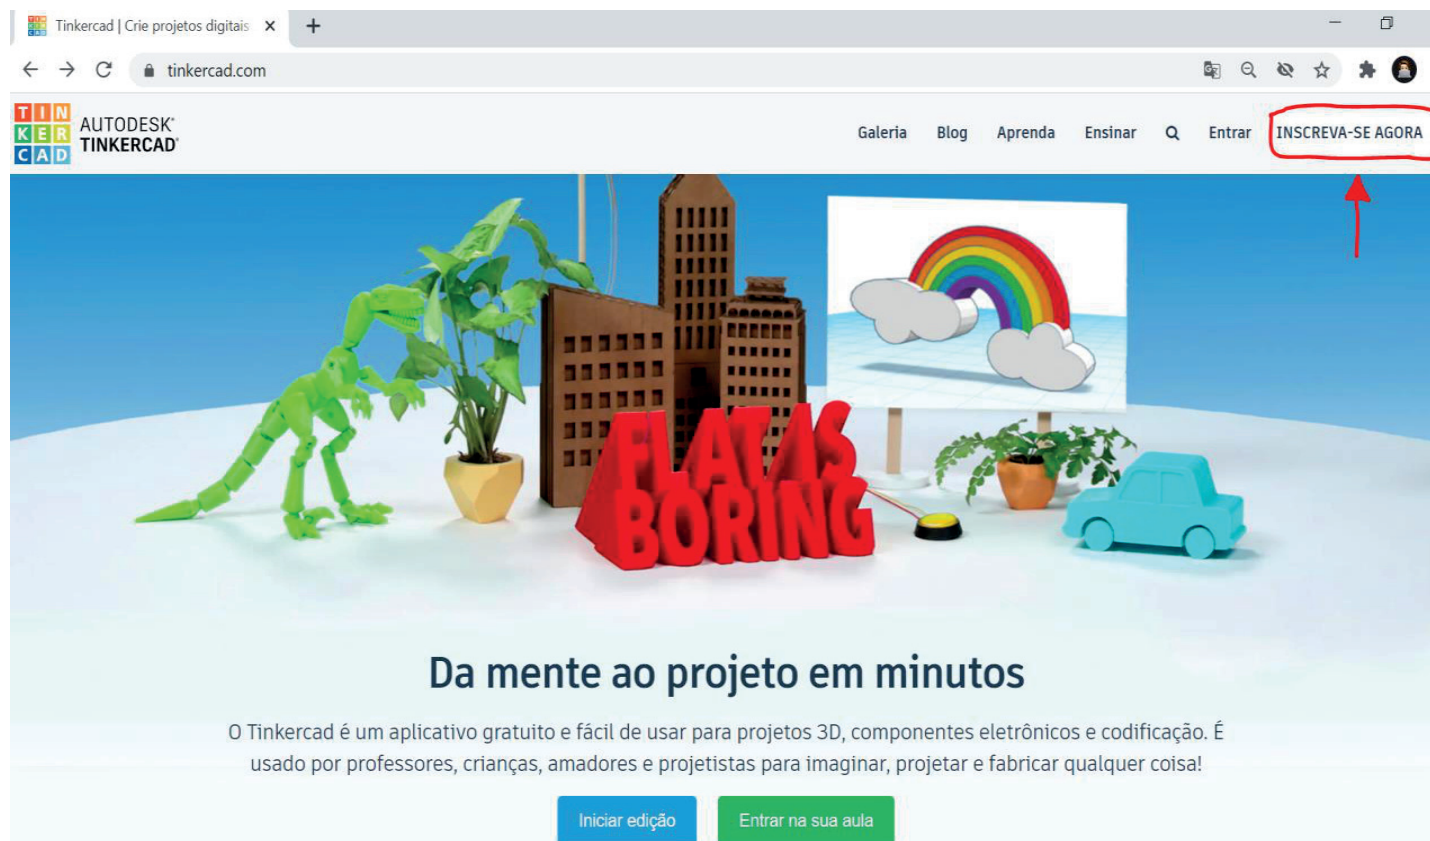 Tinkercad | Crie projetos digitais
tinkercad.com
TIN
KER
CAD
AUTODESK®
TINKERCAD®
Galeria Blog Aprenda Ensinar Entrar INSCREVA-SE AGORA
FLAT IS
BORING
Da mente ao projeto em minutos
O Tinkercad é um aplicativo gratuito e fácil de usar para projetos 3D, componentes eletrônicos e codificação. É
usado por professores, crianças, amadores e projetistas para imaginar, projetar e fabricar qualquer coisa!
Iniciar edição Entrar na sua aula